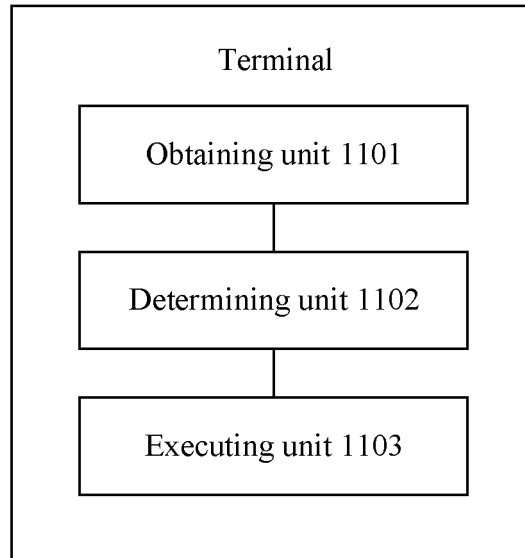 Terminal
Obtaining unit 1101
Determining unit 1102
Executing unit 1103